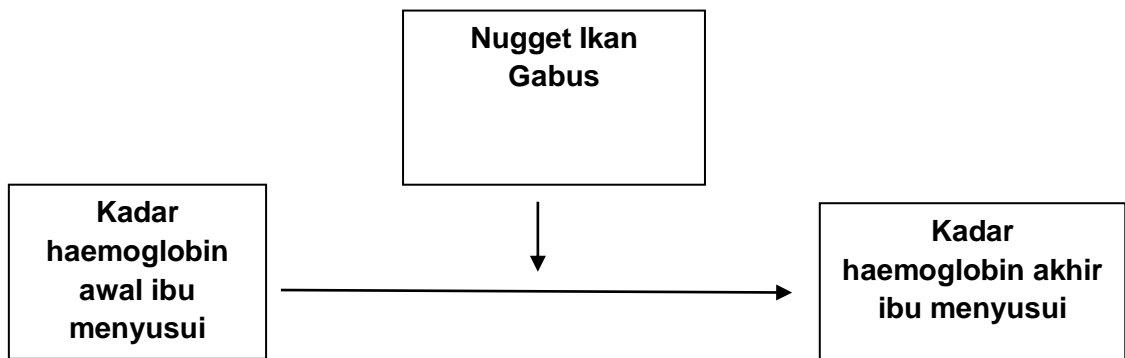 Nugget Ikan
Gabus
Kadar
haemoglobin
awal ibu
menyusui
Kadar
haemoglobin akhir
ibu menyusui